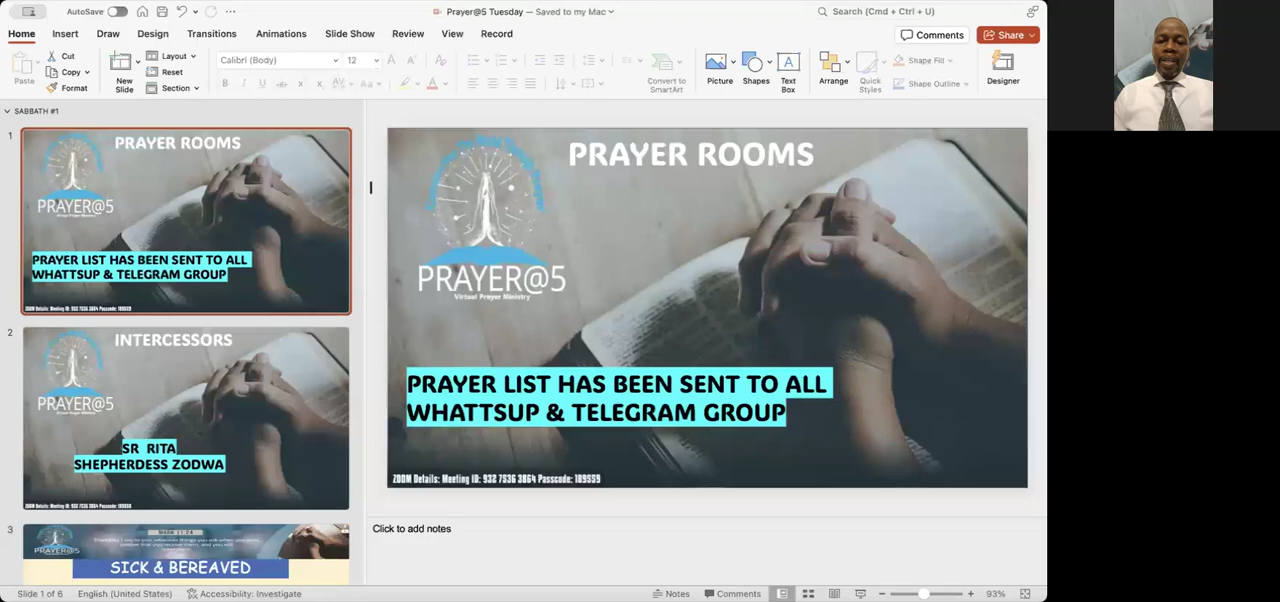 AutoSave
Prayer@5 Tuesday — Saved to my Mac
Search (Cmd + Ctrl + U)
Home Insert Draw Design Transitions Animations Slide Show Review View Record
Comments Share
Paste
Cut
Copy
Format
New Slide
Layout
Reset
Section
Calibri (Body) 12
Convert to SmartArt
Picture
Shapes
Text Box
Arrange
Quick Styles
Shape Fill
Shape Outline
Designer
SABBATH #1
1
PRAYER ROOMS
PRAYER@5
PRAYER LIST HAS BEEN SENT TO ALL
WHATTSUP & TELEGRAM GROUP
2
INTERCESSORS
PRAYER@5
SR RITA
SHEPHERDESS ZODWA
3
MARK 11:24
PRAYER@5
SICK & BEREAVED
PRAYER ROOMS
PRAYER@5
Virtual Prayer Ministry
PRAYER LIST HAS BEEN SENT TO ALL
WHATTSUP & TELEGRAM GROUP
ZOOM Details: Meeting ID: 932 7536 3864 Passcode: 189559
Click to add notes
Slide 1 of 6 English (United States) Accessibility: Investigate
Notes Comments 93%